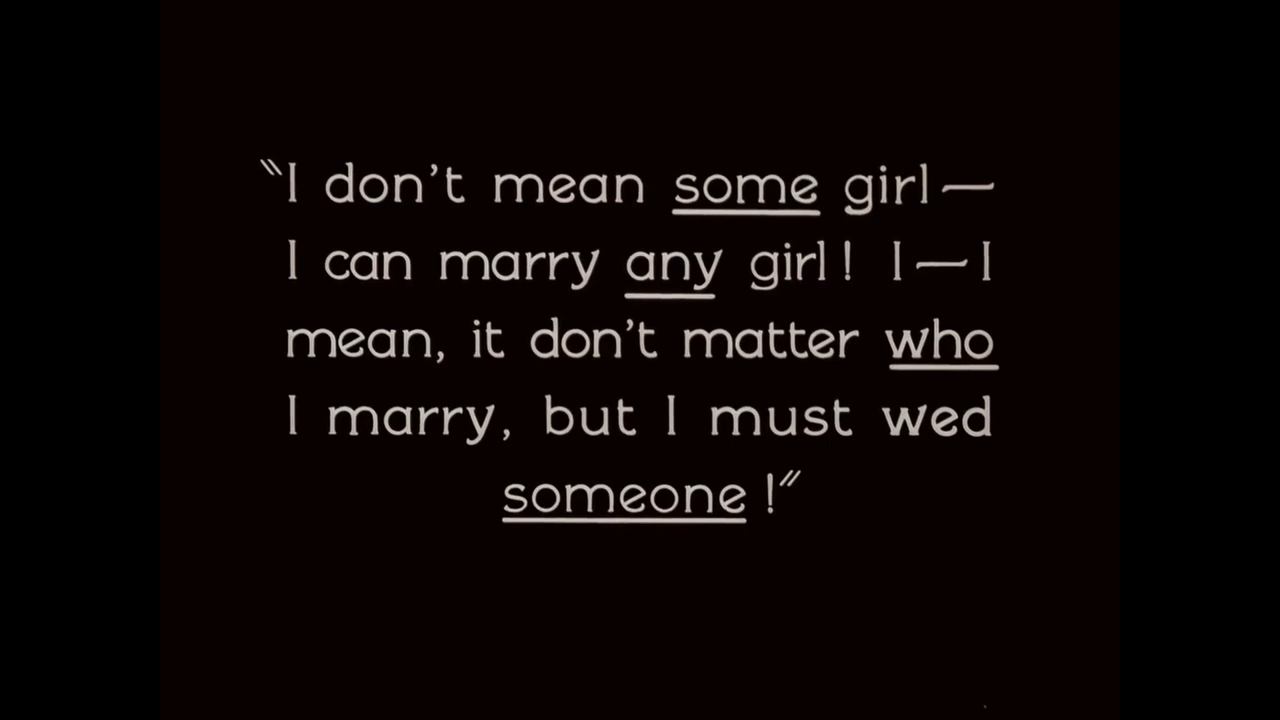 "I don't mean some girl—
I can marry any girl! I—I
mean, it don't matter who
I marry, but I must wed
someone!"